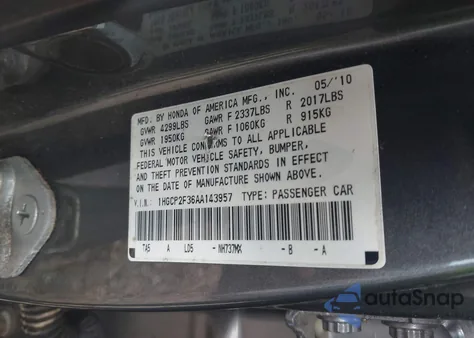 MFD. BY HONDA OF AMERICA MFG., INC. 05/'10
GVWR 4299LBS GAWR F 2337LBS R 2017LBS
GVWR 1950KG GAWR F 1060KG R 915KG
THIS VEHICLE CONFORMS TO ALL APPLICABLE
FEDERAL MOTOR VEHICLE SAFETY, BUMPER,
AND THEFT PREVENTION STANDARDS IN EFFECT
ON THE DATE OF MANUFACTURE SHOWN ABOVE.
V.I.N.: 1HGCP2F36AA143957 TYPE: PASSENGER CAR
TA5 A LD5 - NH737MX - B - A
autoSnap